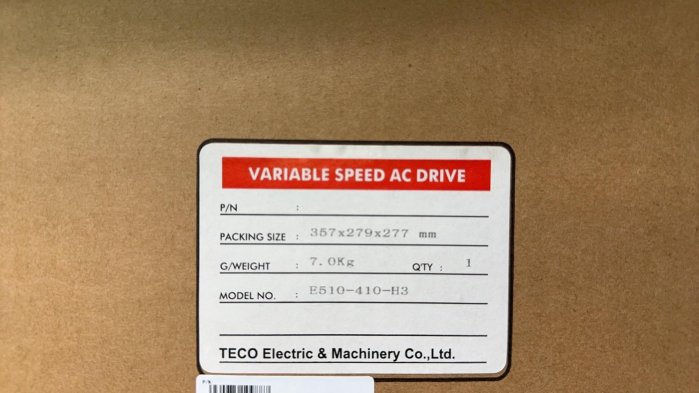 VARIABLE SPEED AC DRIVE
P/N :
PACKING SIZE : 357x279x277 mm
G/WEIGHT : 7.0Kg Q'TY : 1
MODEL NO. : E510-410-H3
TECO Electric & Machinery Co.,Ltd.
P/N